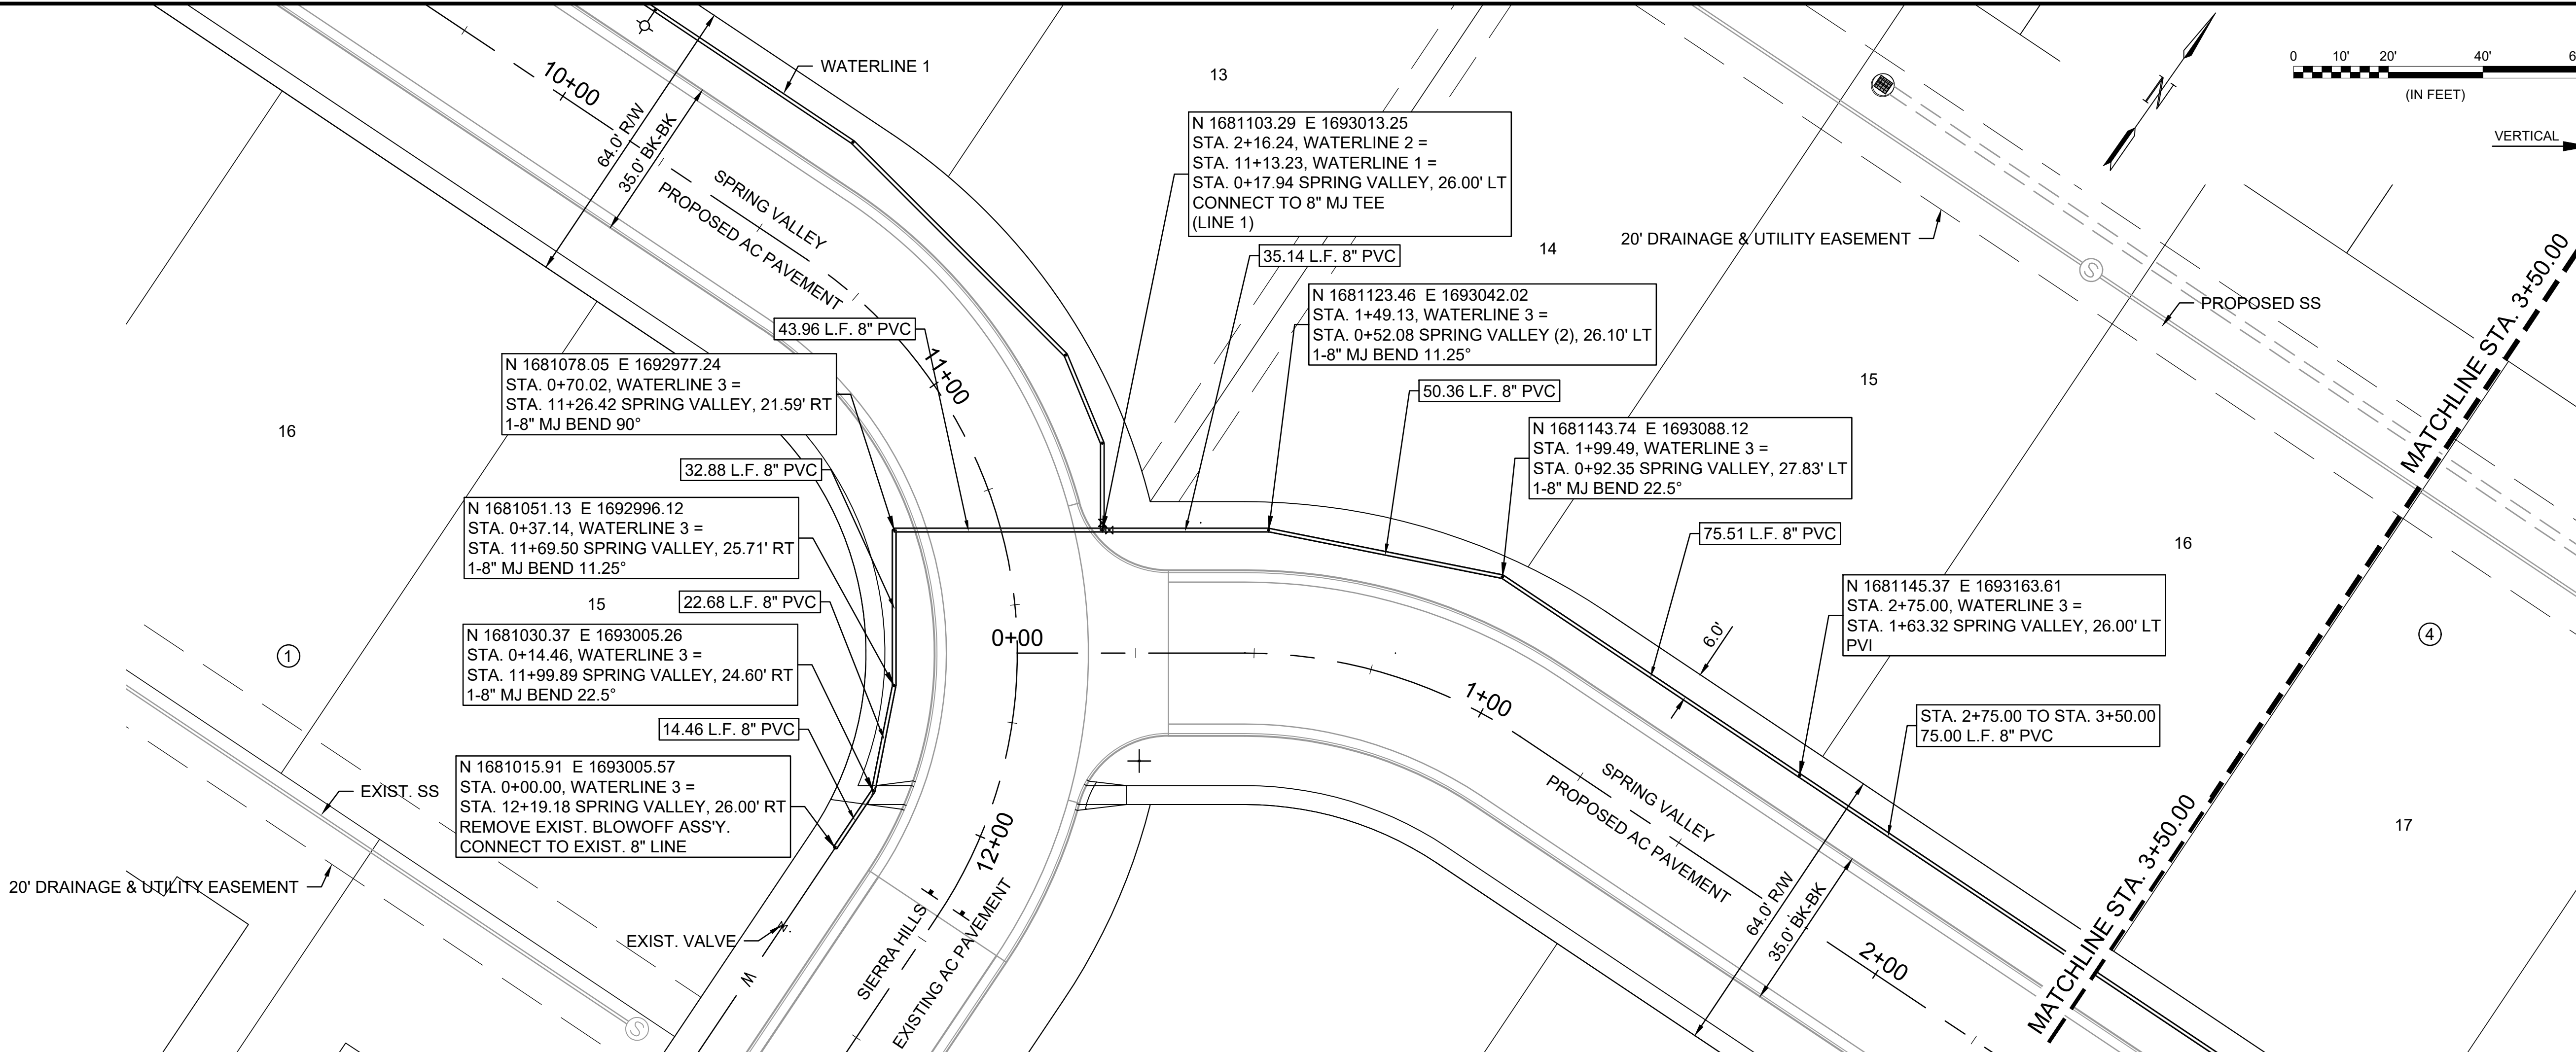 10+00
64.0' R/W
35.0' BK-BK
WATERLINE 1
SPRING VALLEY
PROPOSED AC PAVEMENT
13
N 1681103.29 E 1693013.25
STA. 2+16.24, WATERLINE 2 =
STA. 11+13.23, WATERLINE 1 =
STA. 0+17.94 SPRING VALLEY, 26.00' LT
CONNECT TO 8" MJ TEE
(LINE 1)
35.14 L.F. 8" PVC
14
20' DRAINAGE & UTILITY EASEMENT
N
0 10' 20' 40'
(IN FEET)
VERTICAL
S
PROPOSED SS
MATCHLINE STA. 3+50.00
N 1681123.46 E 1693042.02
STA. 1+49.13, WATERLINE 3 =
STA. 0+52.08 SPRING VALLEY (2), 26.10' LT
1-8" MJ BEND 11.25°
43.96 L.F. 8" PVC
11+00
N 1681078.05 E 1692977.24
STA. 0+70.02, WATERLINE 3 =
STA. 11+26.42 SPRING VALLEY, 21.59' RT
1-8" MJ BEND 90°
50.36 L.F. 8" PVC
15
16
N 1681143.74 E 1693088.12
STA. 1+99.49, WATERLINE 3 =
STA. 0+92.35 SPRING VALLEY, 27.83' LT
1-8" MJ BEND 22.5°
32.88 L.F. 8" PVC
N 1681051.13 E 1692996.12
STA. 0+37.14, WATERLINE 3 =
STA. 11+69.50 SPRING VALLEY, 25.71' RT
1-8" MJ BEND 11.25°
75.51 L.F. 8" PVC
16
15
22.68 L.F. 8" PVC
N 1681145.37 E 1693163.61
STA. 2+75.00, WATERLINE 3 =
STA. 1+63.32 SPRING VALLEY, 26.00' LT
PVI
6.0'
N 1681030.37 E 1693005.26
STA. 0+14.46, WATERLINE 3 =
STA. 11+99.89 SPRING VALLEY, 24.60' RT
1-8" MJ BEND 22.5°
0+00
1
4
1+00
14.46 L.F. 8" PVC
STA. 2+75.00 TO STA. 3+50.00
75.00 L.F. 8" PVC
N 1681015.91 E 1693005.57
STA. 0+00.00, WATERLINE 3 =
STA. 12+19.18 SPRING VALLEY, 26.00' RT
REMOVE EXIST. BLOWOFF ASS'Y.
CONNECT TO EXIST. 8" LINE
EXIST. SS
SPRING VALLEY
PROPOSED AC PAVEMENT
17
12+00
20' DRAINAGE & UTILITY EASEMENT
64.0' R/W
35.0' BK-BK
MATCHLINE STA. 3+50.00
EXIST. VALVE
SIERRA HILLS
EXISTING AC PAVEMENT
2+00
W
S